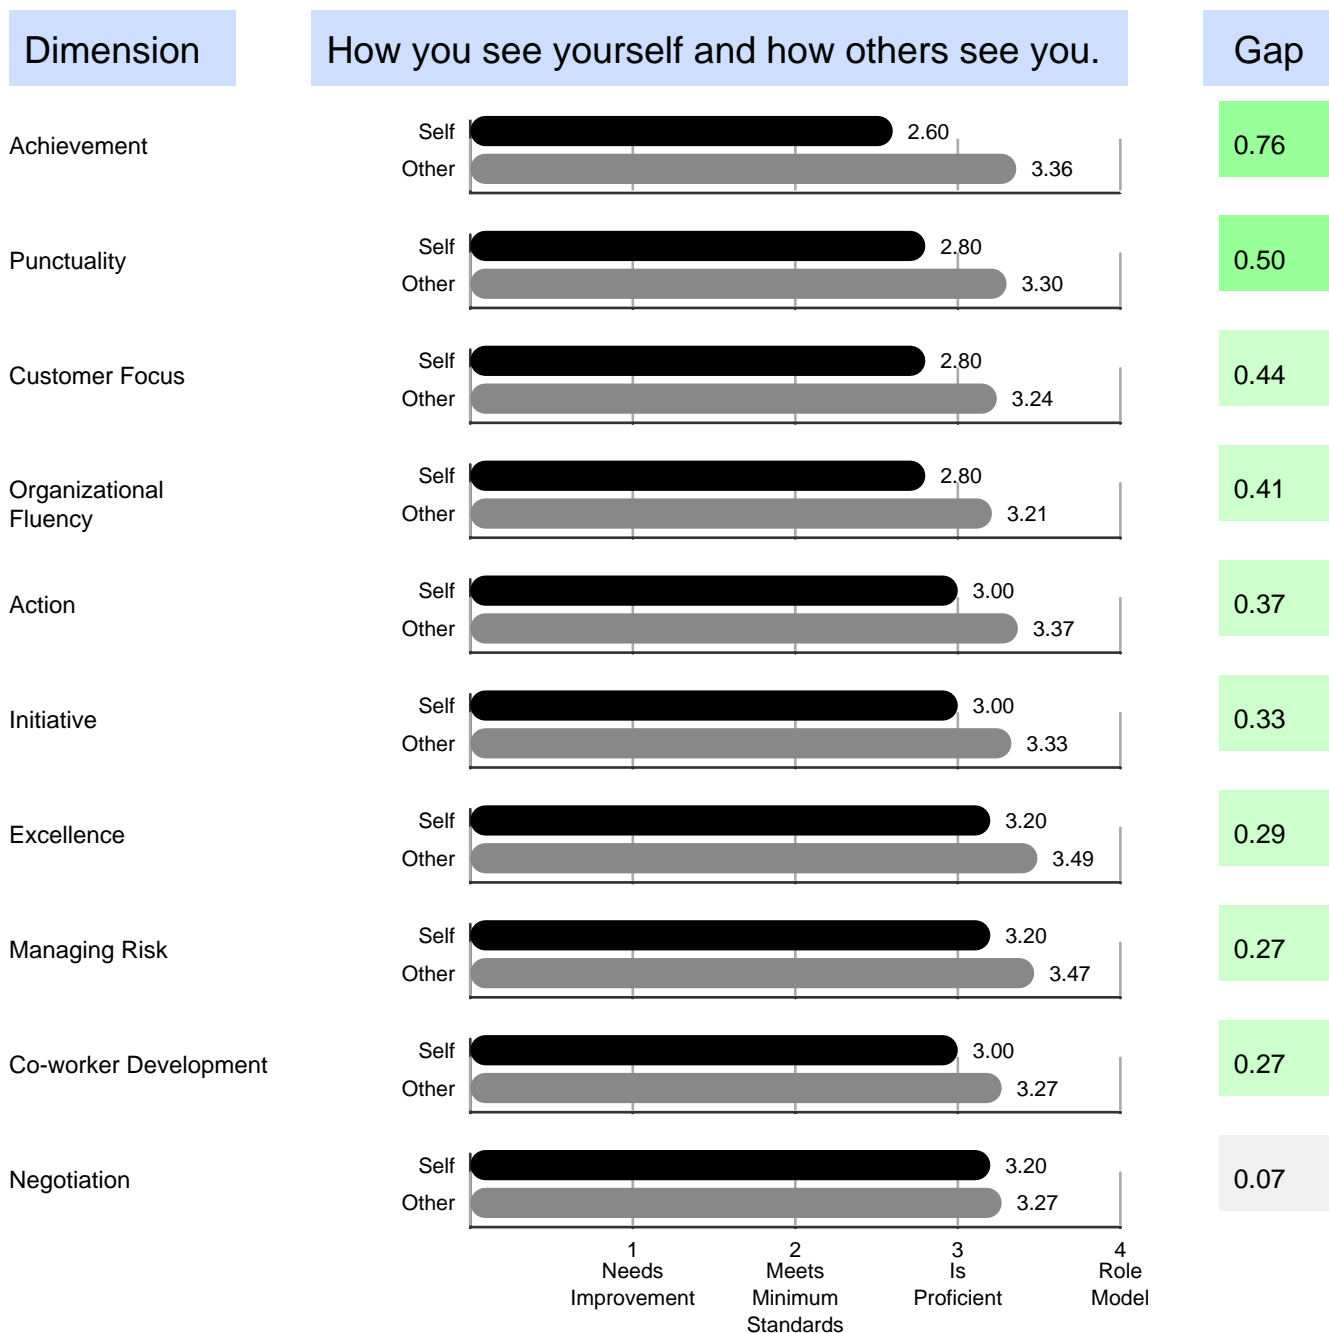 Dimension
How you see yourself and how others see you.
Gap
Achievement
Self
2.60
Other
3.36
0.76
Punctuality
Self
2.80
Other
3.30
0.50
Customer Focus
Self
2.80
Other
3.24
0.44
Organizational
Fluency
Self
2.80
Other
3.21
0.41
Action
Self
3.00
Other
3.37
0.37
Initiative
Self
3.00
Other
3.33
0.33
Excellence
Self
3.20
Other
3.49
0.29
Managing Risk
Self
3.20
Other
3.47
0.27
Co-worker Development
Self
3.00
Other
3.27
0.27
Negotiation
Self
3.20
Other
3.27
0.07
1
Needs
Improvement
2
Meets
Minimum
Standards
3
Is
Proficient
4
Role
Model